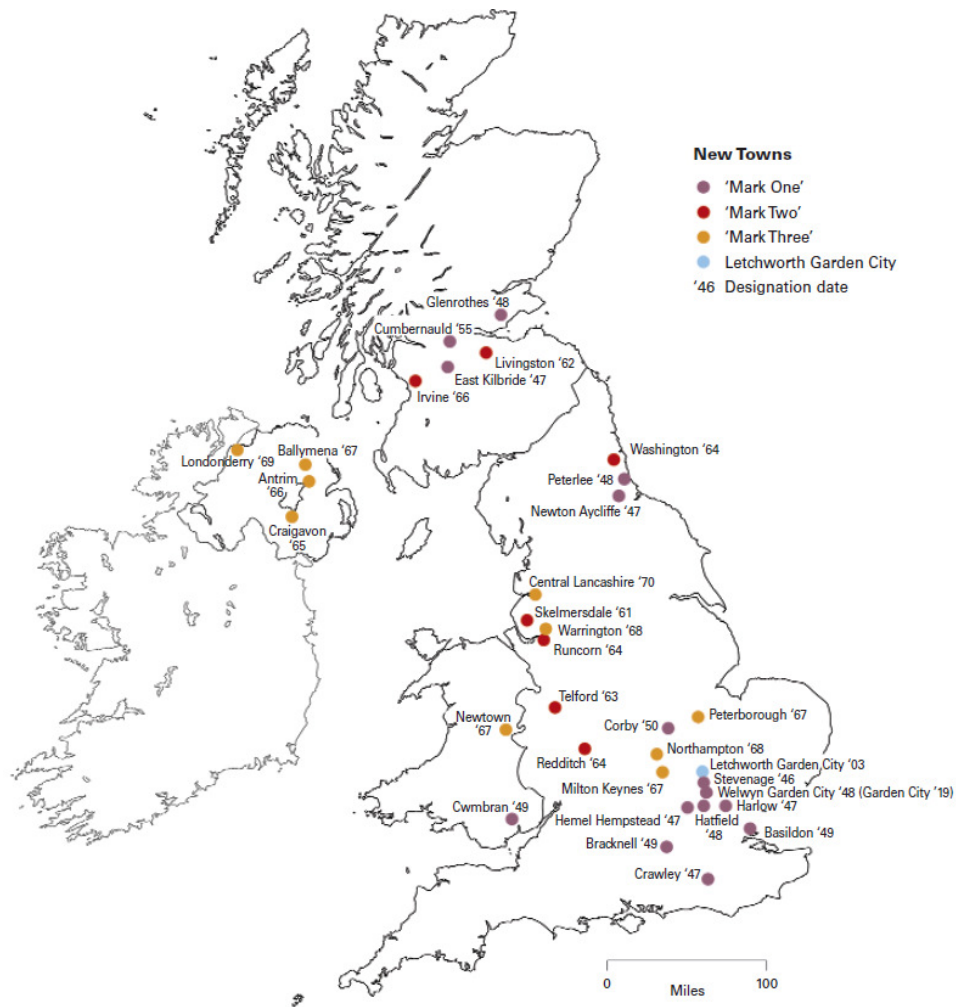 New Towns
‘Mark One’
‘Mark Two’
‘Mark Three’
Letchworth Garden City
‘46 Designation date
Glenrothes ‘48
Cumbernauld ‘55
Livingston ‘62
East Kilbride ‘47
Irvine ‘66
Londonderry ‘69
Ballymena ‘67
Antrim
‘66
Craigavon
‘65
Washington ‘64
Peterlee ‘48
Newton Aycliffe ‘47
Central Lancashire ‘70
Skelmersdale ‘61
Warrington ‘68
Runcorn ‘64
Telford ‘63
Newtown
‘67
Corby ‘50
Peterborough ‘67
Redditch ‘64
Northampton ‘68
Letchworth Garden City ‘03
Stevenage ‘46
Milton Keynes ‘67
Welwyn Garden City ‘48 (Garden City ‘19)
Cwmbran ‘49
Hemel Hempstead ‘47
Hatfield
‘48
Harlow ‘47
Basildon ‘49
Bracknell ‘49
Crawley ‘47
0
100
Miles